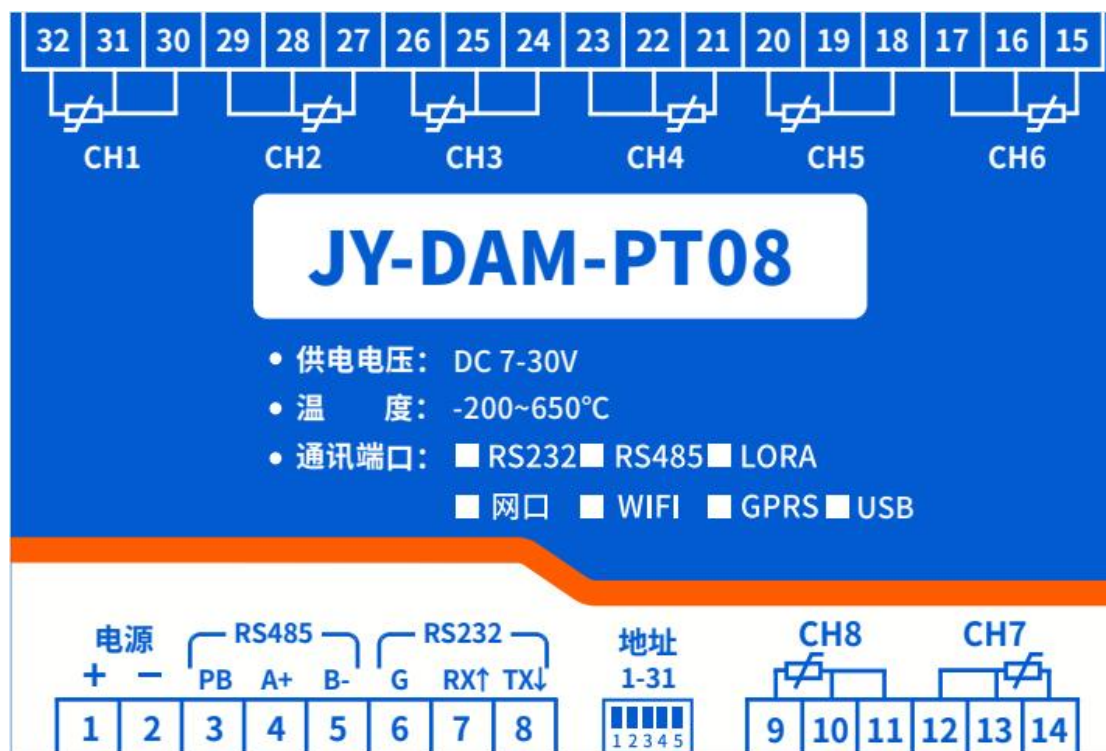 32 31 30 29 28 27 26 25 24 23 22 21 20 19 18 17 16 15
CH1 CH2 CH3 CH4 CH5 CH6
JY-DAM-PT08
• 供电电压： DC 7-30V
• 温 度： -200~650℃
• 通讯端口： ■ RS232 ■ RS485 ■ LORA
■ 网口 ■ WIFI ■ GPRS ■ USB
电源 RS485 RS232 地址 CH8 CH7
+ − PB A+ B- G RX↑ TX↓ 1-31
1 2 3 4 5 6 7 8 1 2 3 4 5 9 10 11 12 13 14